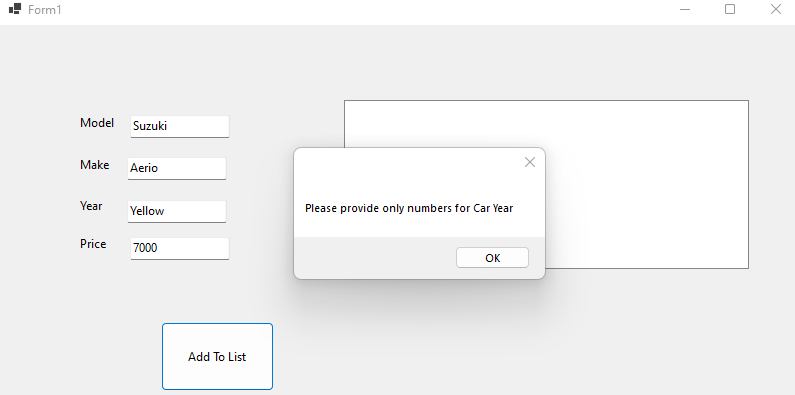 Form1
Model Suzuki
Make Aerio
Year Yellow
Price 7000
Please provide only numbers for Car Year
OK
Add To List